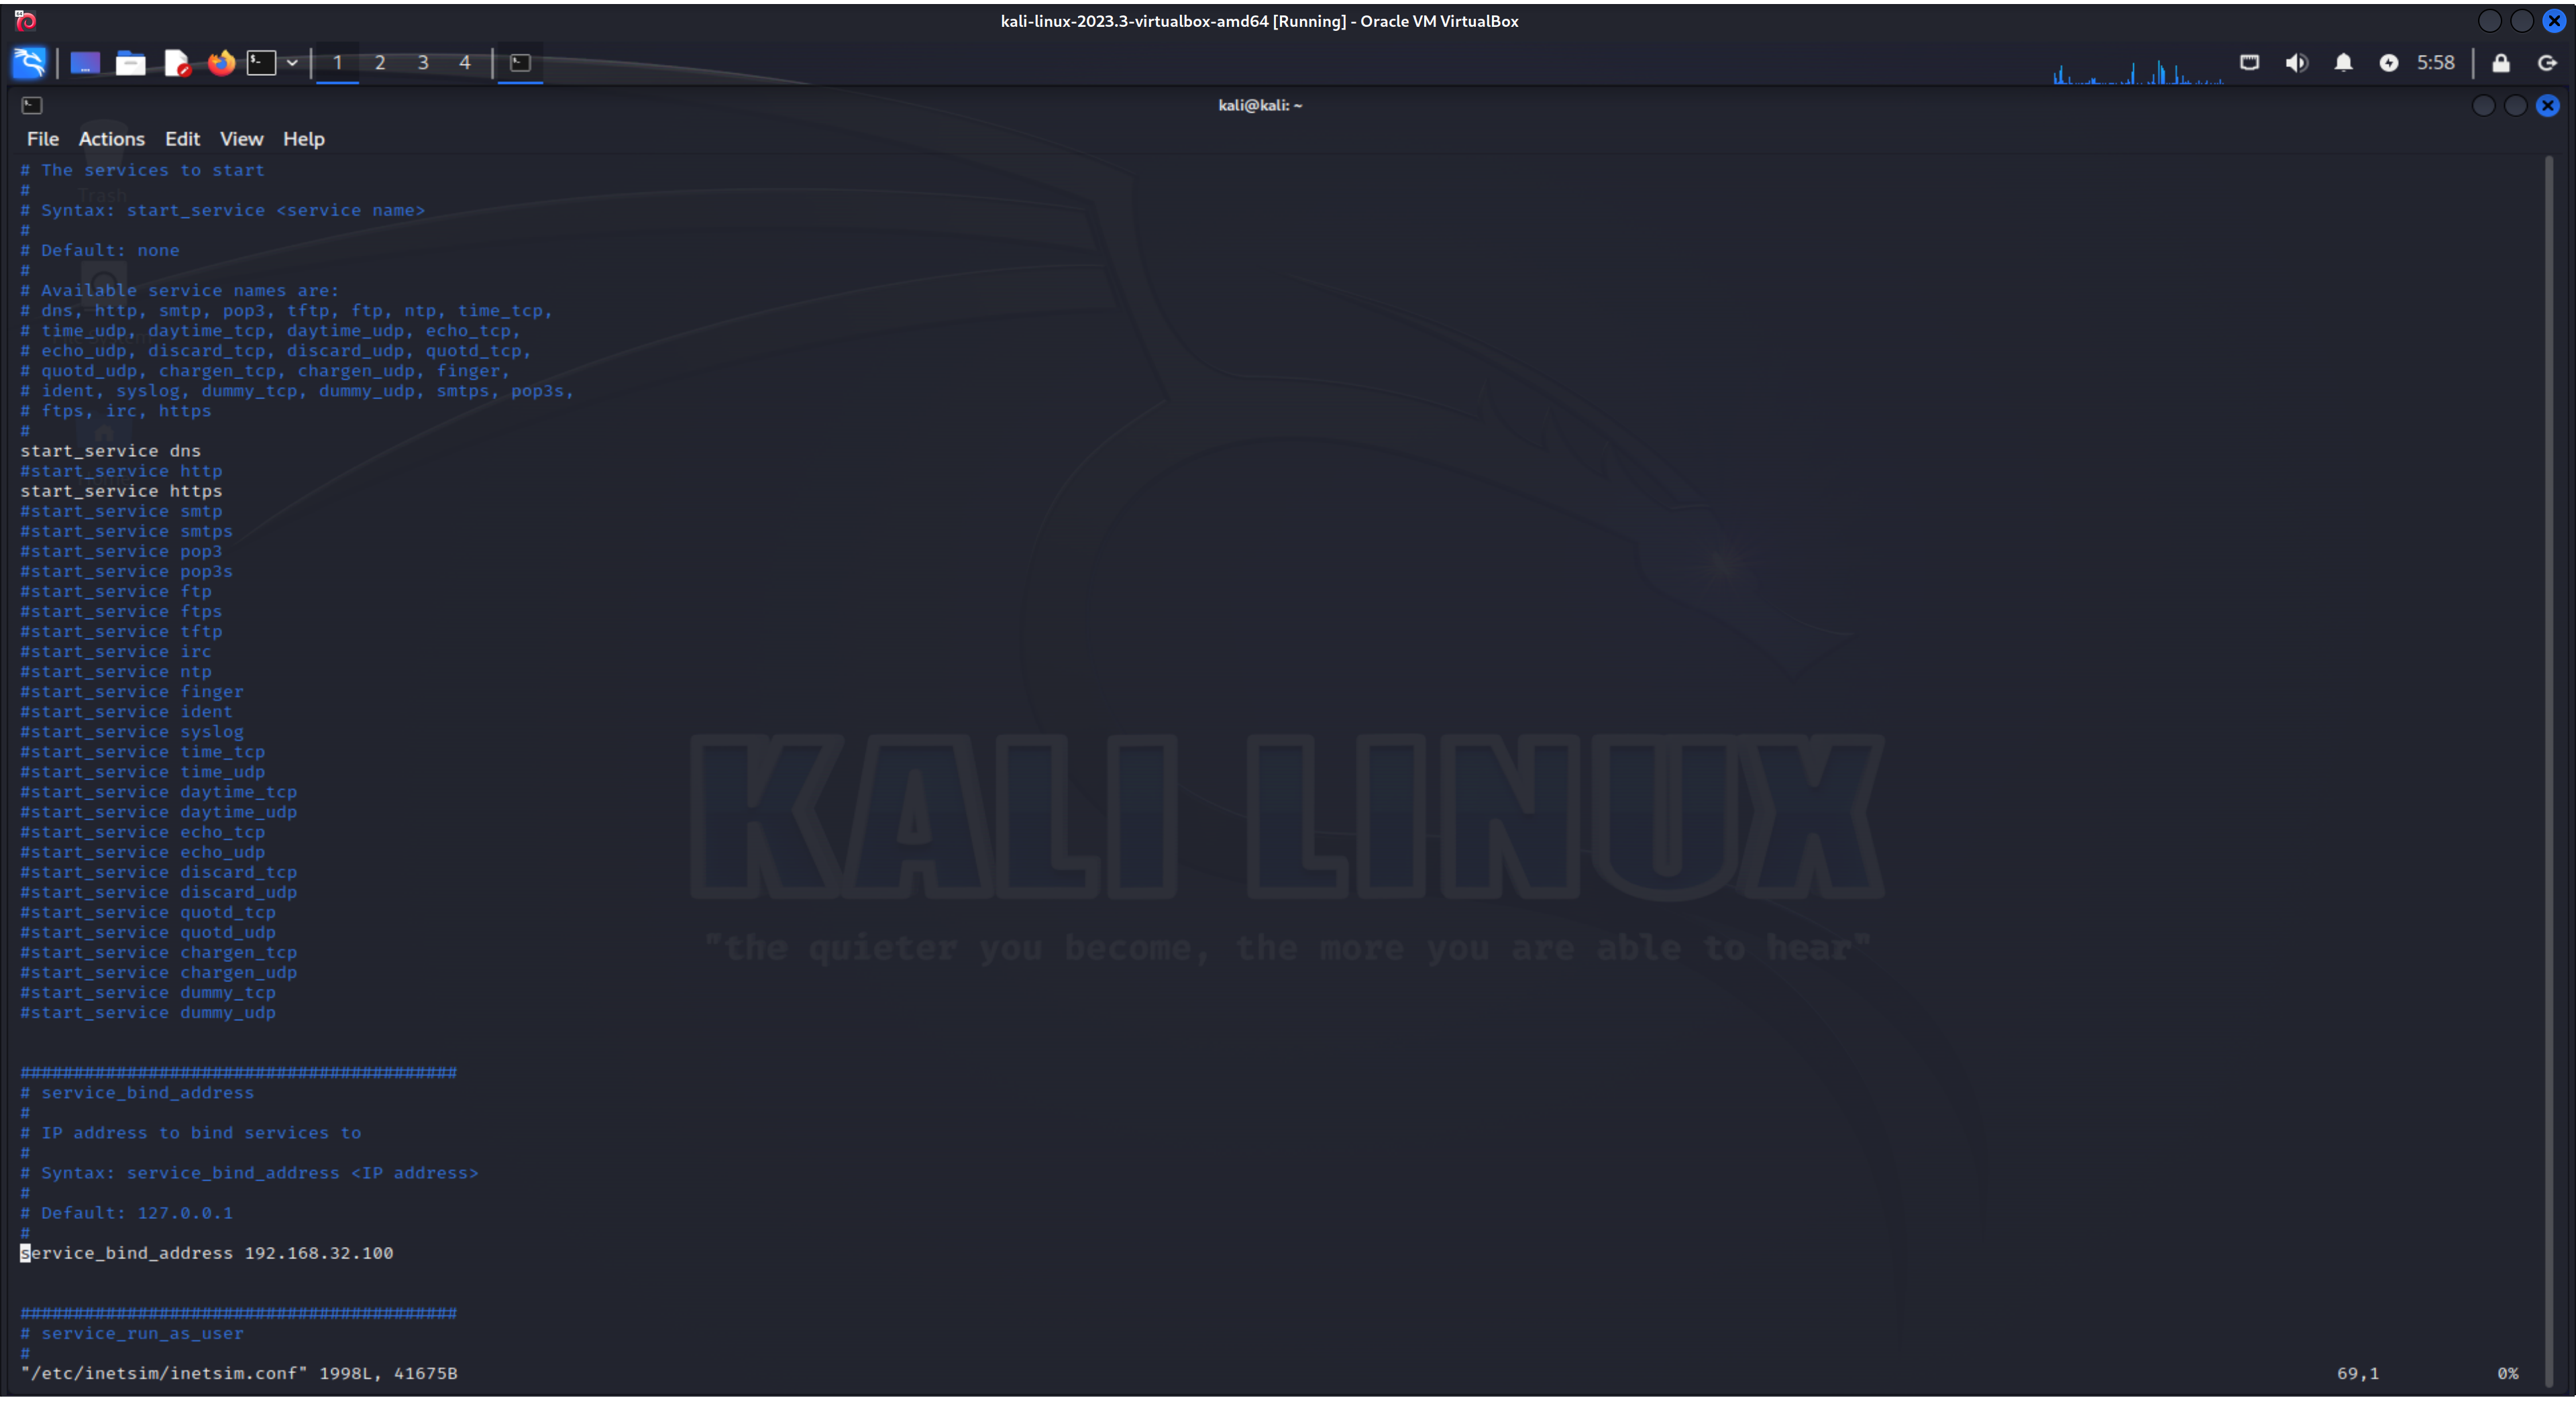 kali-linux-2023.3-virtualbox-amd64 [Running] - Oracle VM VirtualBox
1 2 3 4 5:58
kali@kali: ~
File Actions Edit View Help
# The services to start
#
Trash
# Syntax: start_service <service name>
#
# Default: none
#
# Available service names are:
# dns, http, smtp, pop3, tftp, ftp, ntp, time_tcp,
# time_udp, daytime_tcp, daytime_udp, echo_tcp,
# echo_udp, discard_tcp, discard_udp, quotd_tcp,
# quotd_udp, chargen_tcp, chargen_udp, finger,
# ident, syslog, dummy_tcp, dummy_udp, smtps, pop3s,
# ftps, irc, https
#
start_service dns
#start_service http
start_service https
#start_service smtp
#start_service smtps
#start_service pop3
#start_service pop3s
#start_service ftp
#start_service ftps
#start_service tftp
#start_service irc
#start_service ntp
#start_service finger
#start_service ident
#start_service syslog
#start_service time_tcp
#start_service time_udp
#start_service daytime_tcp
#start_service daytime_udp
#start_service echo_tcp
#start_service echo_udp
#start_service discard_tcp
#start_service discard_udp
#start_service quotd_tcp
#start_service quotd_udp
#start_service chargen_tcp
#start_service chargen_udp
#start_service dummy_tcp
#start_service dummy_udp
KALI LINUX
"the quieter you become, the more you are able to hear"
#########################################
# service_bind_address
#
# IP address to bind services to
#
# Syntax: service_bind_address <IP address>
#
# Default: 127.0.0.1
#
service_bind_address 192.168.32.100
#########################################
# service_run_as_user
#
"/etc/inetsim/inetsim.conf" 1998L, 41675B 69,1 0%